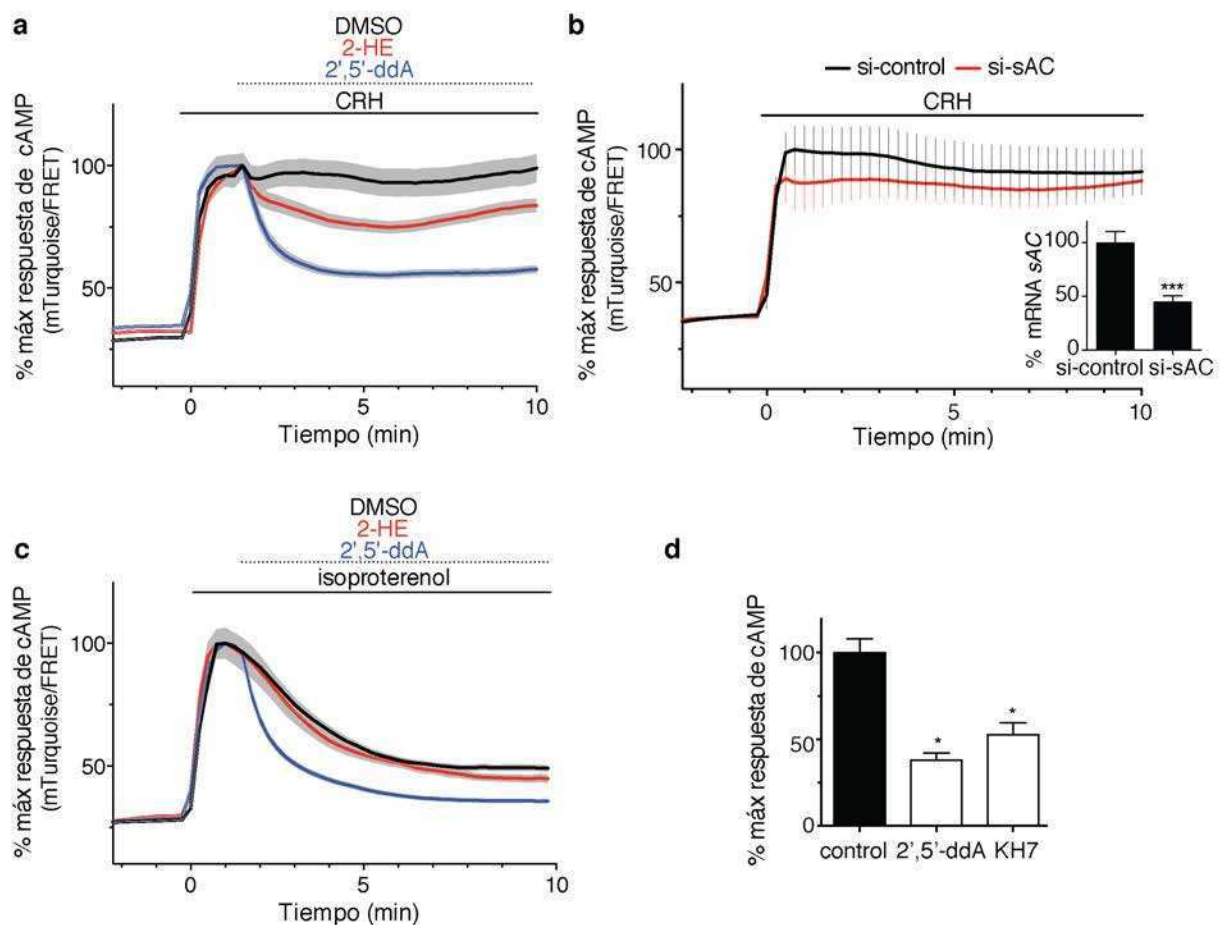 a
DMSO
2-HE
2',5'-ddA
CRH
% máx respuesta de cAMP
(mTurquoise/FRET)
100
50
0
5
10
Tiempo (min)
b
si-control
si-sAC
CRH
% máx respuesta de cAMP
(mTurquoise/FRET)
100
50
0
5
10
Tiempo (min)
% mRNA sAC
100
50
0
***
si-control
si-sAC
c
DMSO
2-HE
2',5'-ddA
isoproterenol
% máx respuesta de cAMP
(mTurquoise/FRET)
100
50
0
5
10
Tiempo (min)
d
% máx respuesta de cAMP
100
50
0
*
*
control 2',5'-ddA KH7